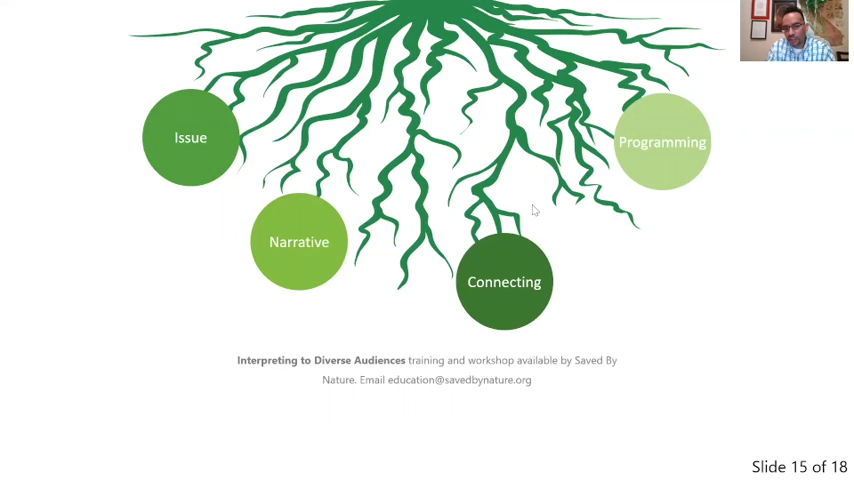 Issue
Programming
Narrative
Connecting
Interpreting to Diverse Audiences training and workshop available by Saved By
Nature. Email education@savedbynature.org
Slide 15 of 18